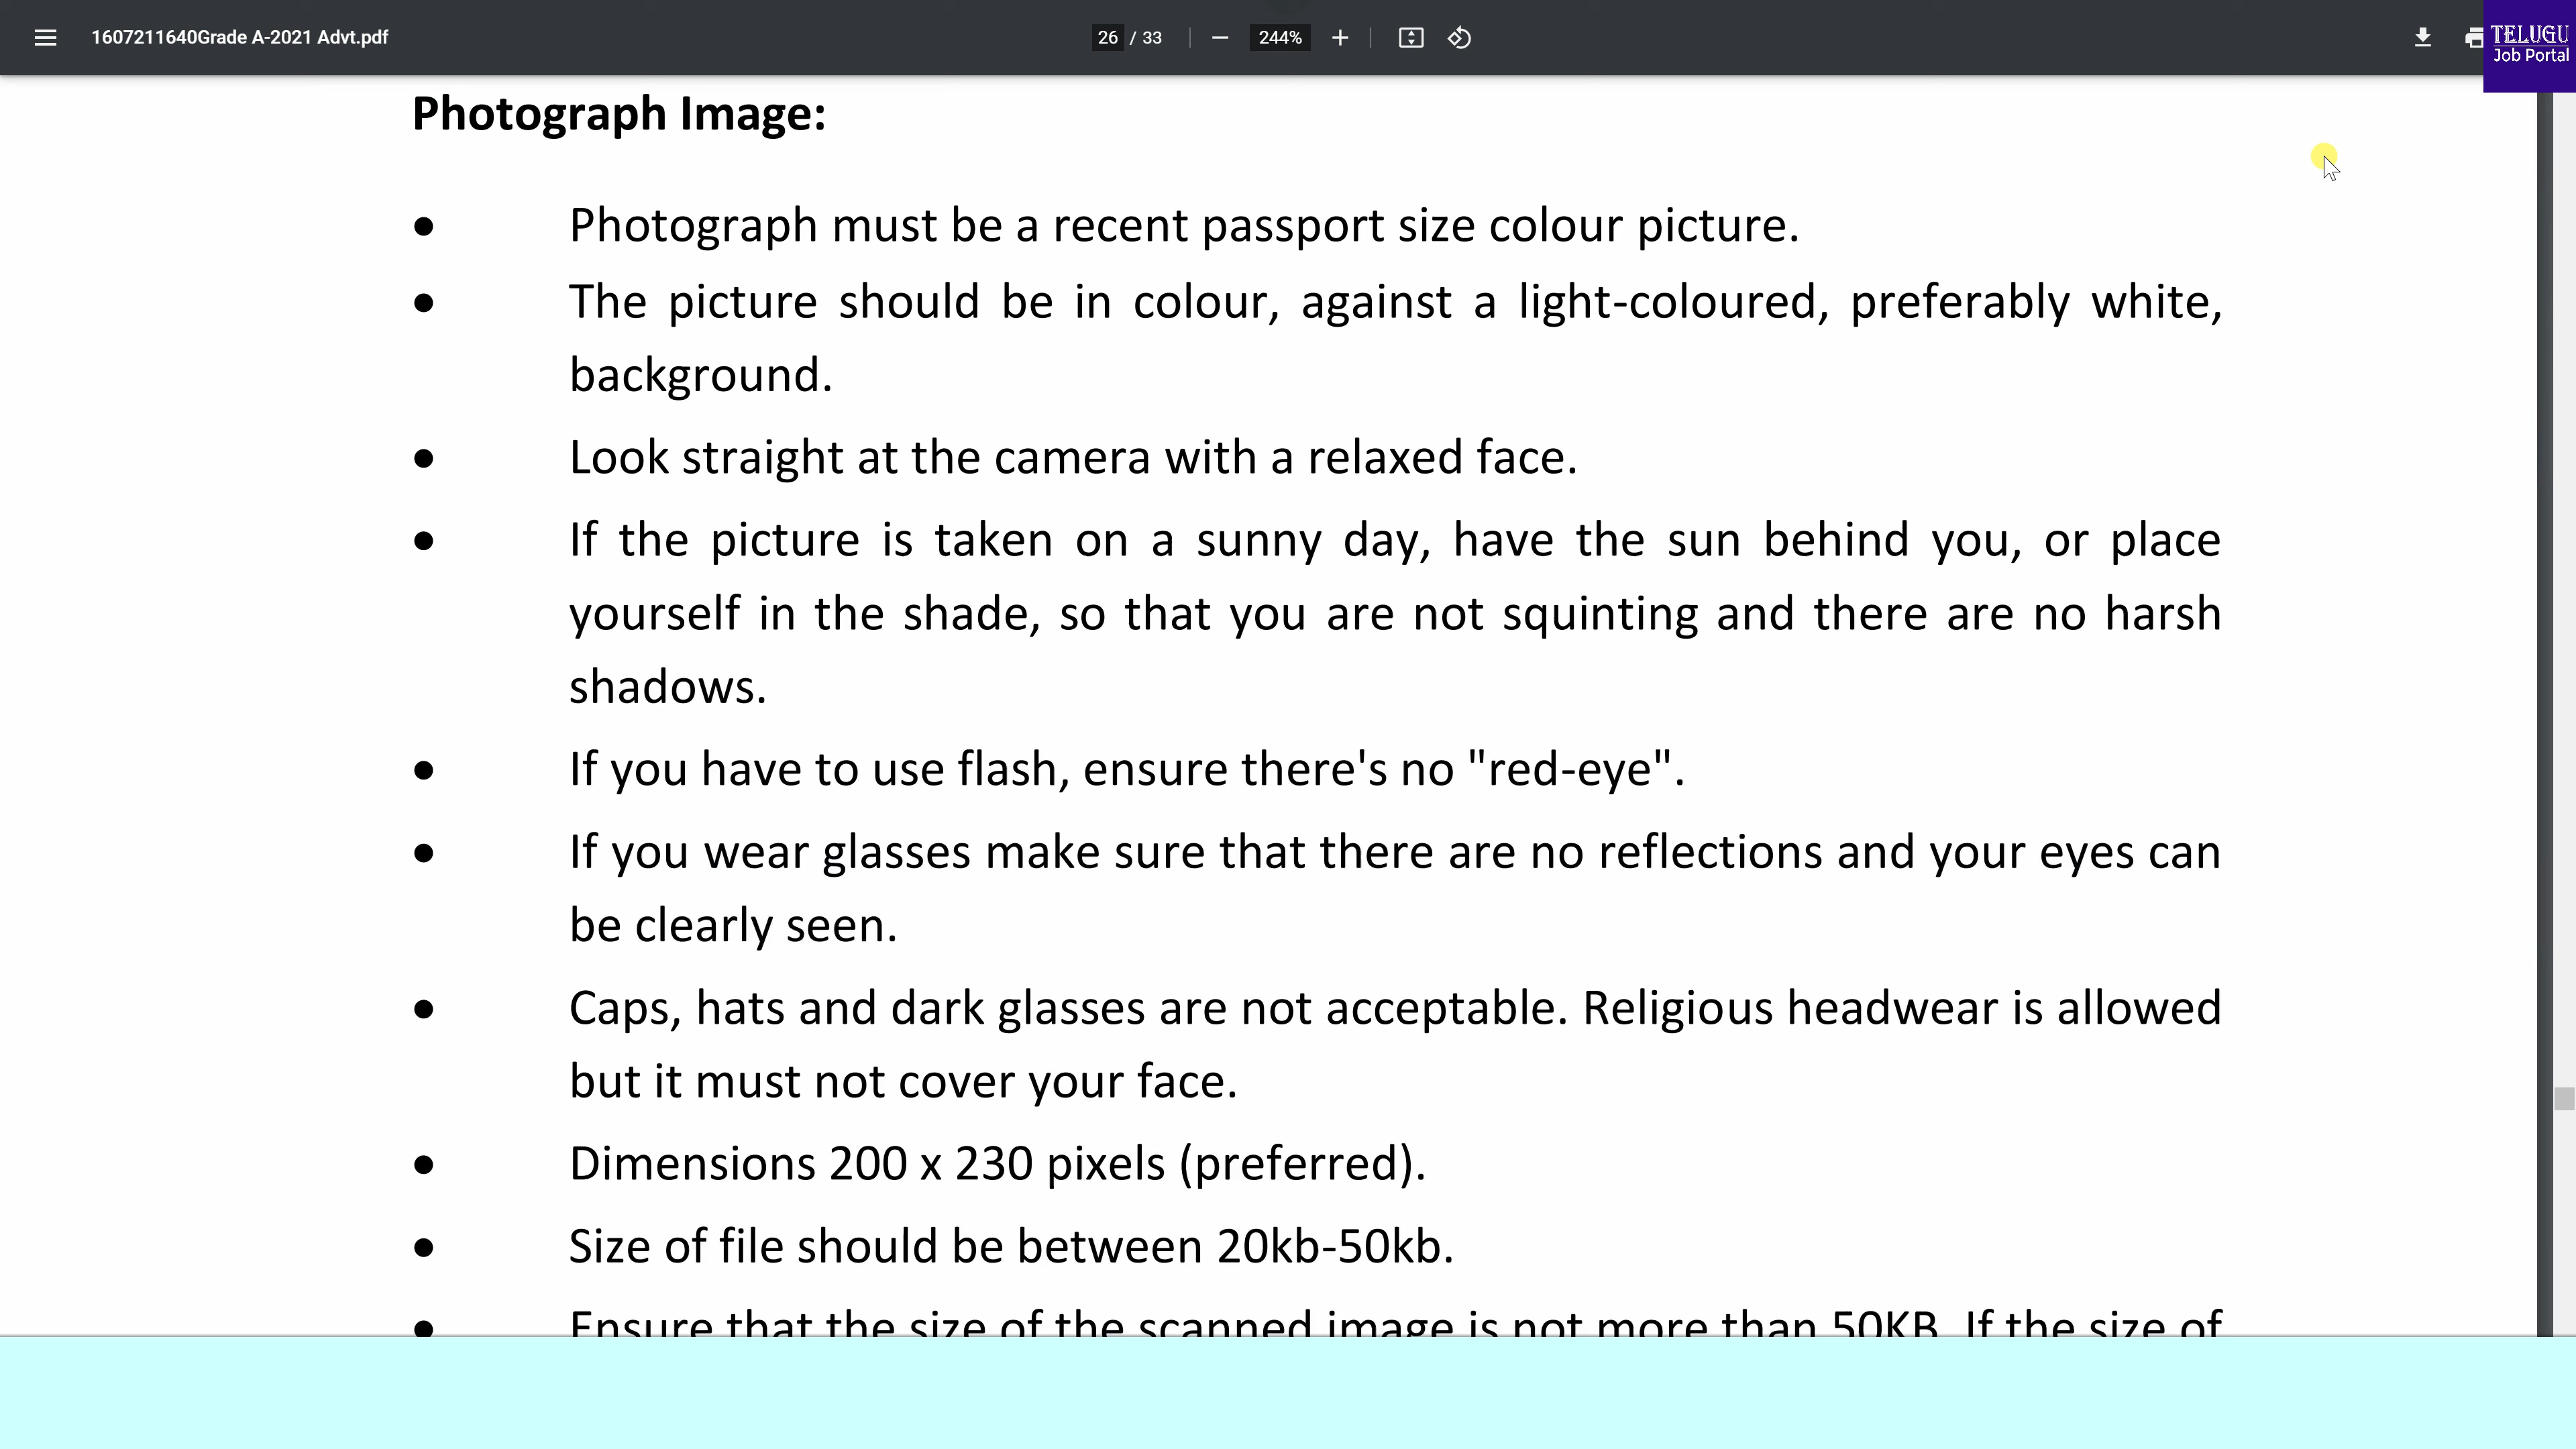 1607211640Grade A-2021 Advt.pdf
26 / 33
244%
TELUGU
Job Portal
Photograph Image:
● Photograph must be a recent passport size colour picture.
● The picture should be in colour, against a light-coloured, preferably white,
background.
● Look straight at the camera with a relaxed face.
● If the picture is taken on a sunny day, have the sun behind you, or place
yourself in the shade, so that you are not squinting and there are no harsh
shadows.
● If you have to use flash, ensure there's no "red-eye".
● If you wear glasses make sure that there are no reflections and your eyes can
be clearly seen.
● Caps, hats and dark glasses are not acceptable. Religious headwear is allowed
but it must not cover your face.
● Dimensions 200 x 230 pixels (preferred).
● Size of file should be between 20kb-50kb.
● Ensure that the size of the scanned image is not more than 50KB. If the size of